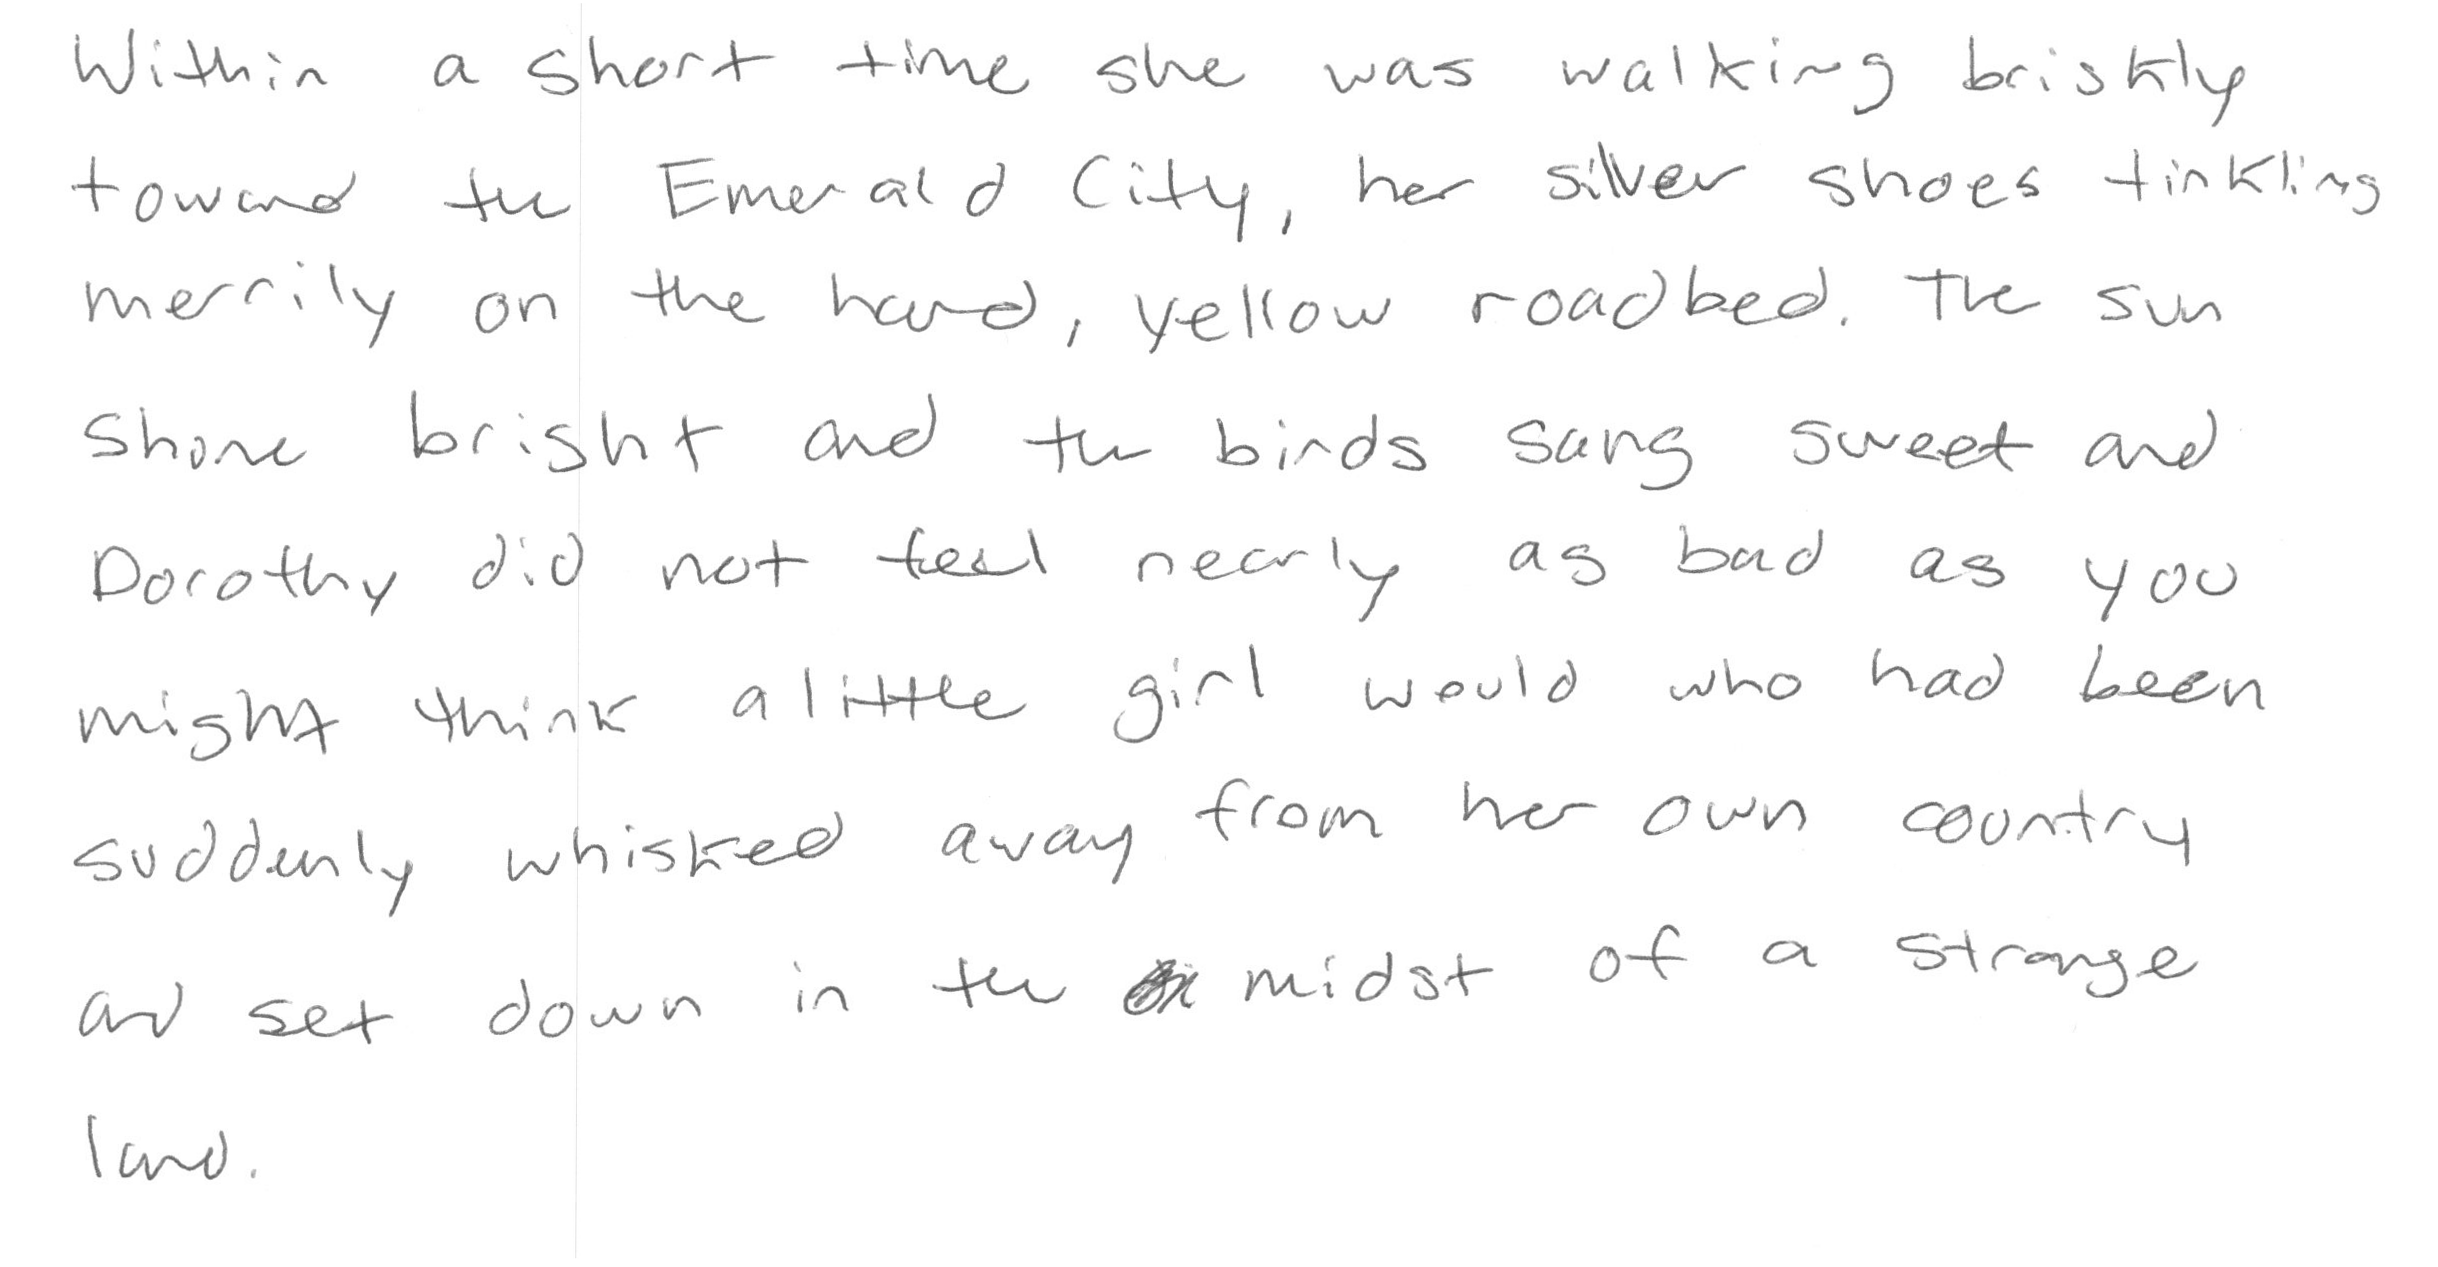 Within a short time she was walking briskly
toward the Emerald City, her silver shoes tinkling
merrily on the hard, yellow roadbed. The sun
shone bright and the birds sang sweet and
Dorothy did not feel nearly as bad as you
might think a little girl would who had been
suddenly whisked away from her own country
and set down in the midst of a strange
land.